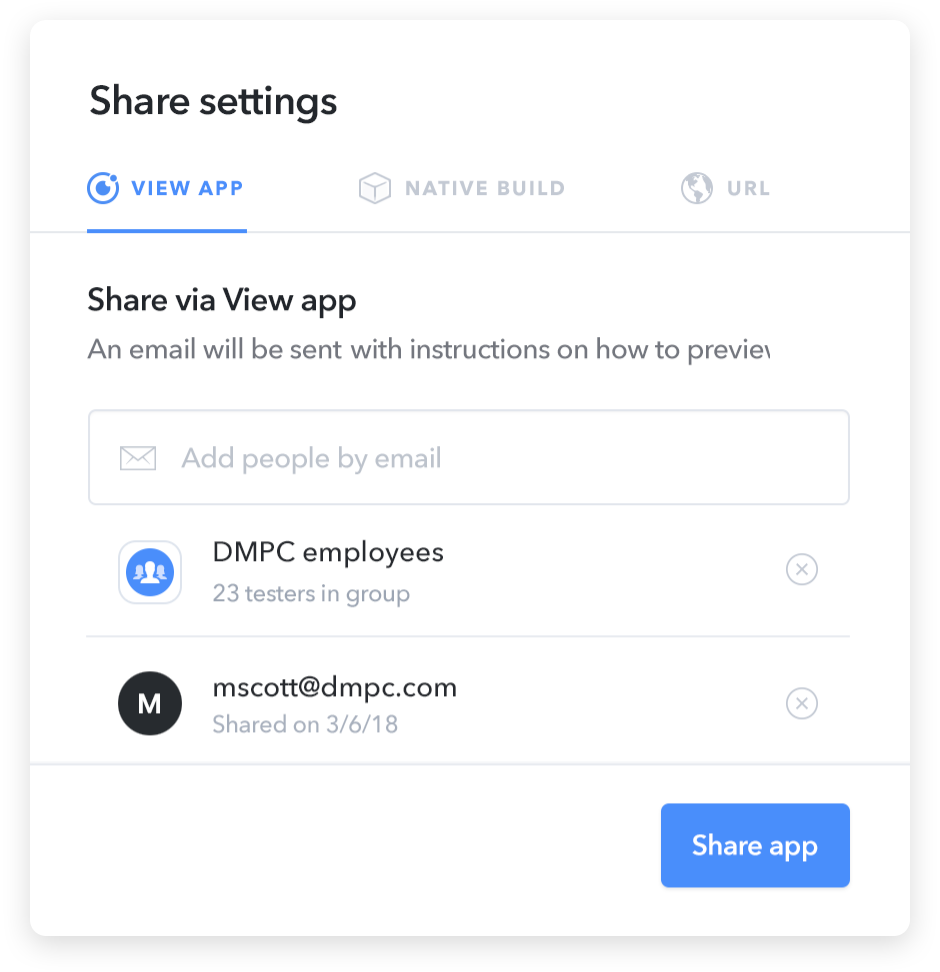 Share settings
VIEW APP
NATIVE BUILD
URL
Share via View app
An email will be sent with instructions on how to
Add people by email
DMPC employees
23 testers in group
M
mscott@dmpc.com
Shared on 3/6/18
Share app